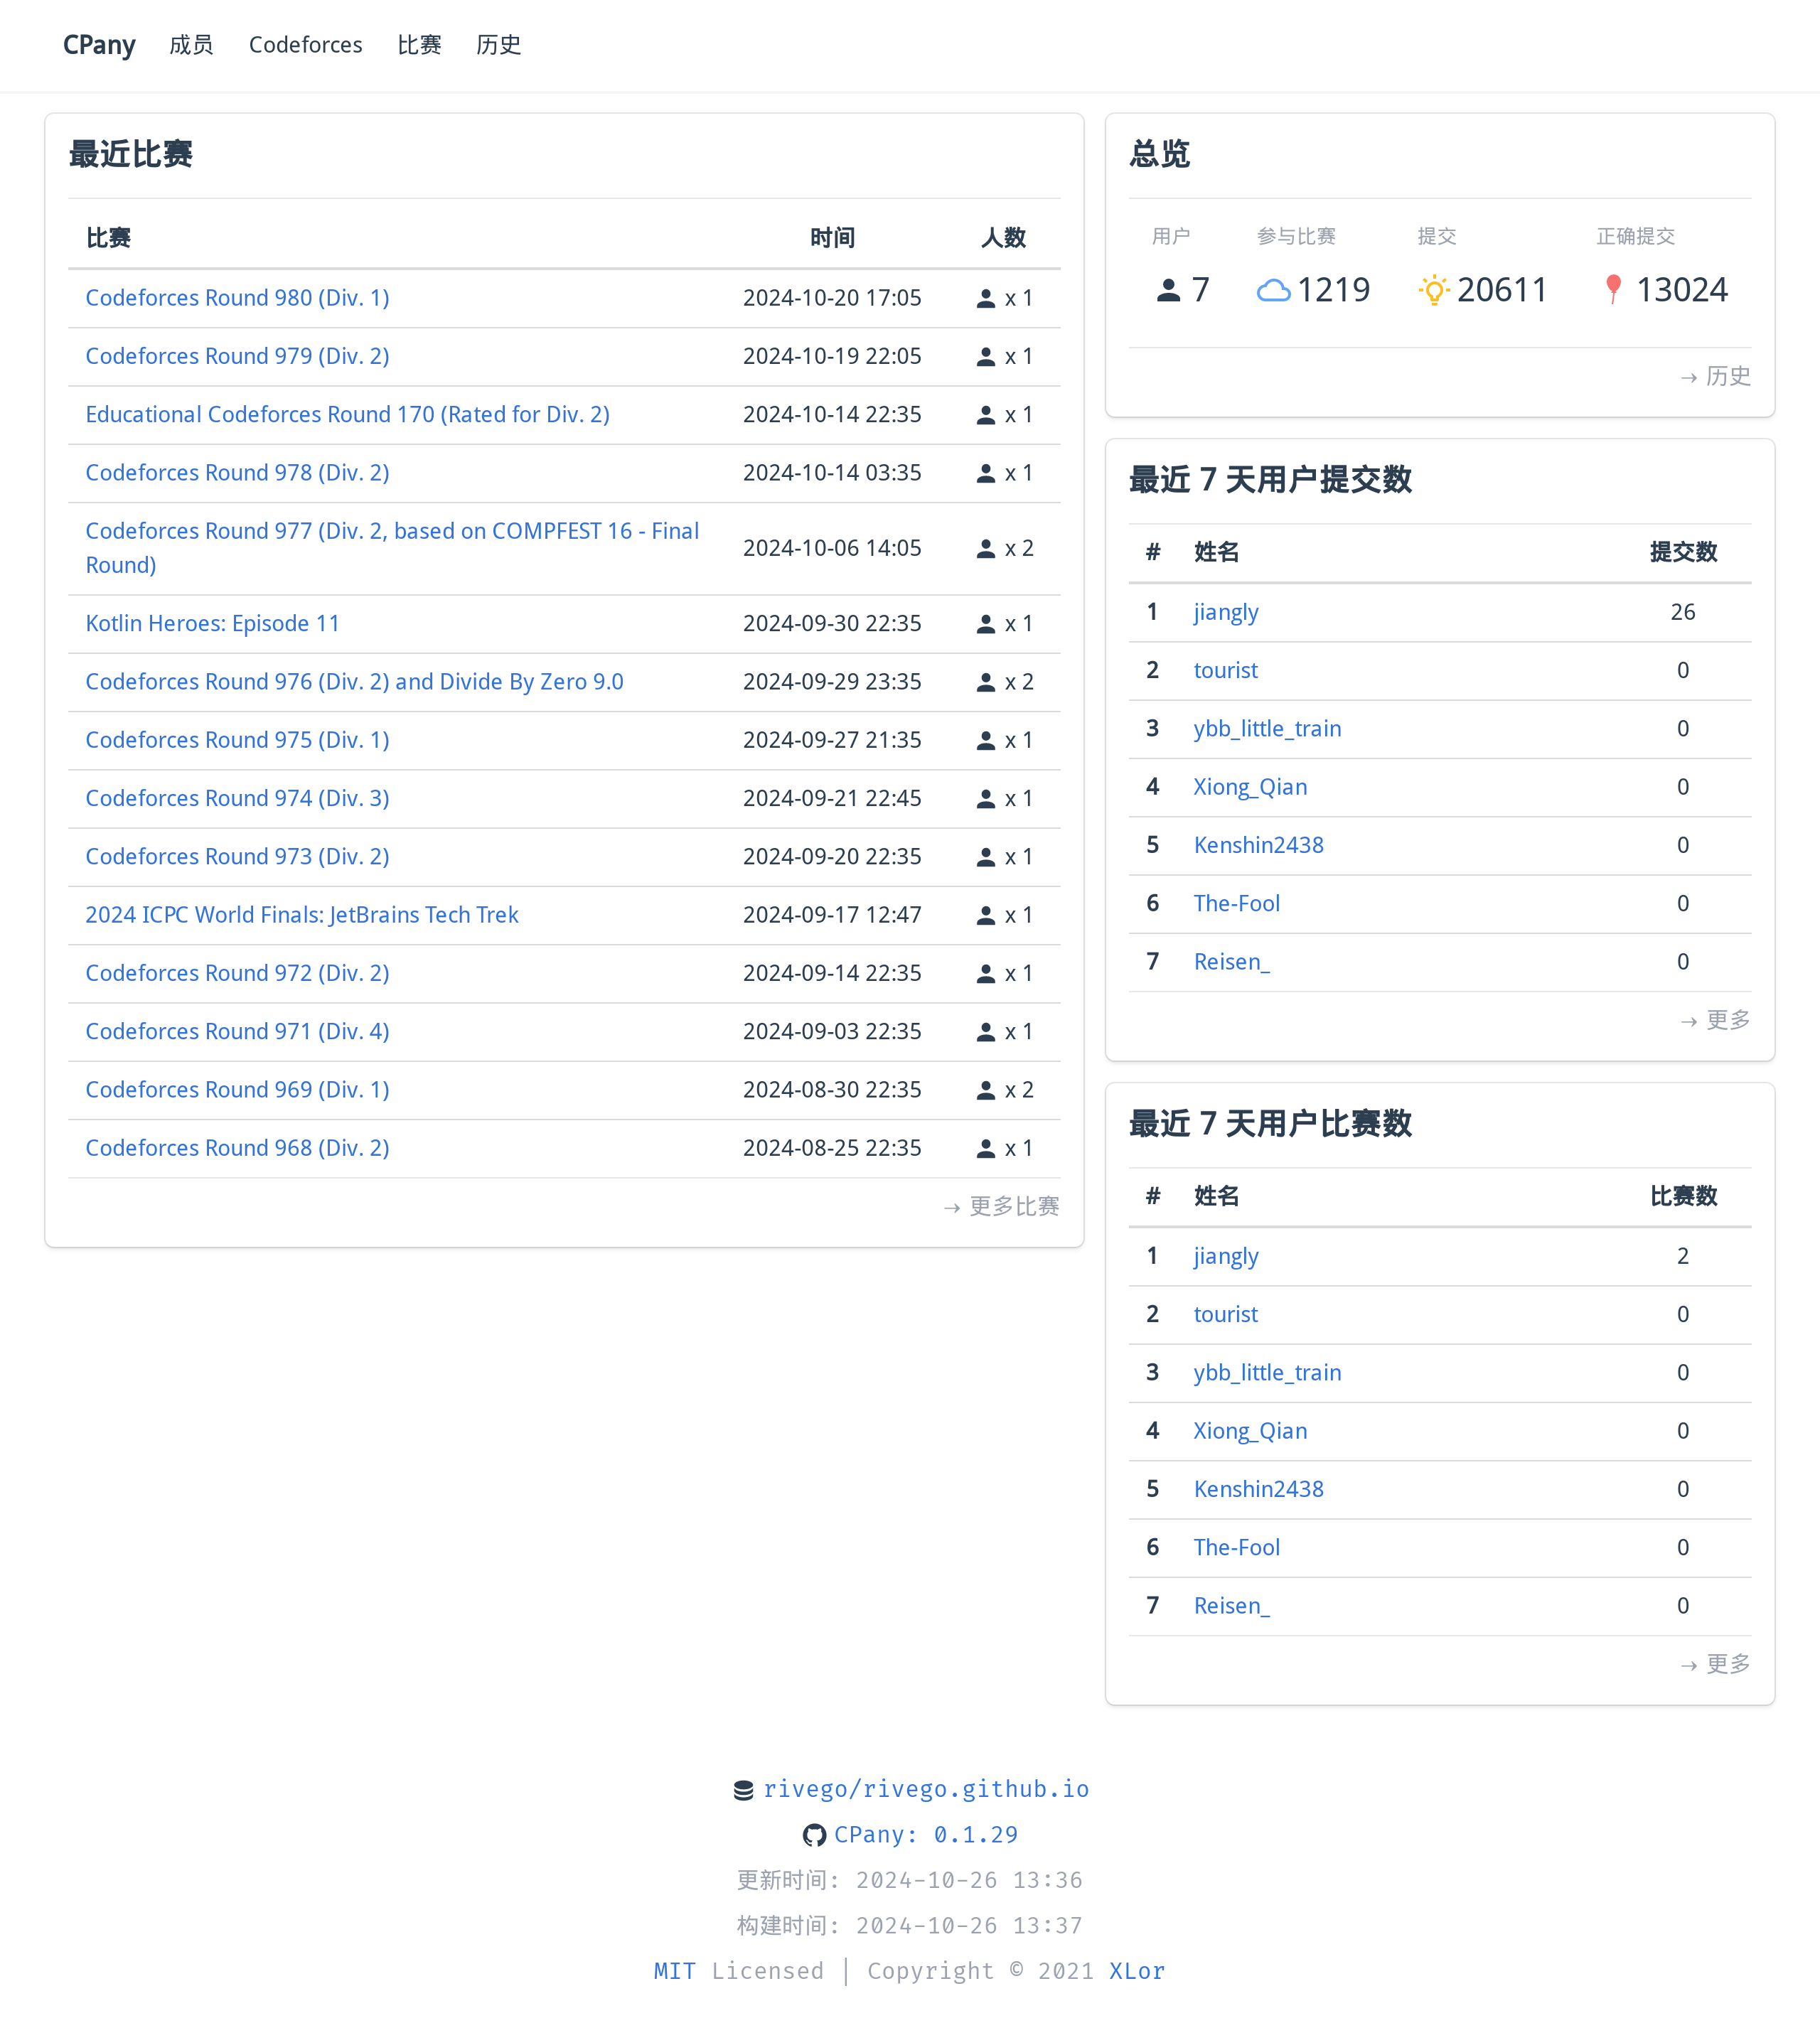 CPany 成员 Codeforces 比赛 历史
最近比赛
比赛 时间 人数
Codeforces Round 980 (Div. 1) 2024-10-20 17:05 x 1
Codeforces Round 979 (Div. 2) 2024-10-19 22:05 x 1
Educational Codeforces Round 170 (Rated for Div. 2) 2024-10-14 22:35 x 1
Codeforces Round 978 (Div. 2) 2024-10-14 03:35 x 1
Codeforces Round 977 (Div. 2, based on COMPFEST 16 - Final
Round) 2024-10-06 14:05 x 2
Kotlin Heroes: Episode 11 2024-09-30 22:35 x 1
Codeforces Round 976 (Div. 2) and Divide By Zero 9.0 2024-09-29 23:35 x 2
Codeforces Round 975 (Div. 1) 2024-09-27 21:35 x 1
Codeforces Round 974 (Div. 3) 2024-09-21 22:45 x 1
Codeforces Round 973 (Div. 2) 2024-09-20 22:35 x 1
2024 ICPC World Finals: JetBrains Tech Trek 2024-09-17 12:47 x 1
Codeforces Round 972 (Div. 2) 2024-09-14 22:35 x 1
Codeforces Round 971 (Div. 4) 2024-09-03 22:35 x 1
Codeforces Round 969 (Div. 1) 2024-08-30 22:35 x 2
Codeforces Round 968 (Div. 2) 2024-08-25 22:35 x 1
→ 更多比赛
总览
用户 参与比赛 提交 正确提交
7 1219 20611 13024
→ 历史
最近 7 天用户提交数
# 姓名 提交数
1 jiangly 26
2 tourist 0
3 ybb_little_train 0
4 Xiong_Qian 0
5 Kenshin2438 0
6 The-Fool 0
7 Reisen_ 0
→ 更多
最近 7 天用户比赛数
# 姓名 比赛数
1 jiangly 2
2 tourist 0
3 ybb_little_train 0
4 Xiong_Qian 0
5 Kenshin2438 0
6 The-Fool 0
7 Reisen_ 0
→ 更多
rivego/rivego.github.io
CPany: 0.1.29
更新时间: 2024-10-26 13:36
构建时间: 2024-10-26 13:37
MIT Licensed | Copyright © 2021 XLor